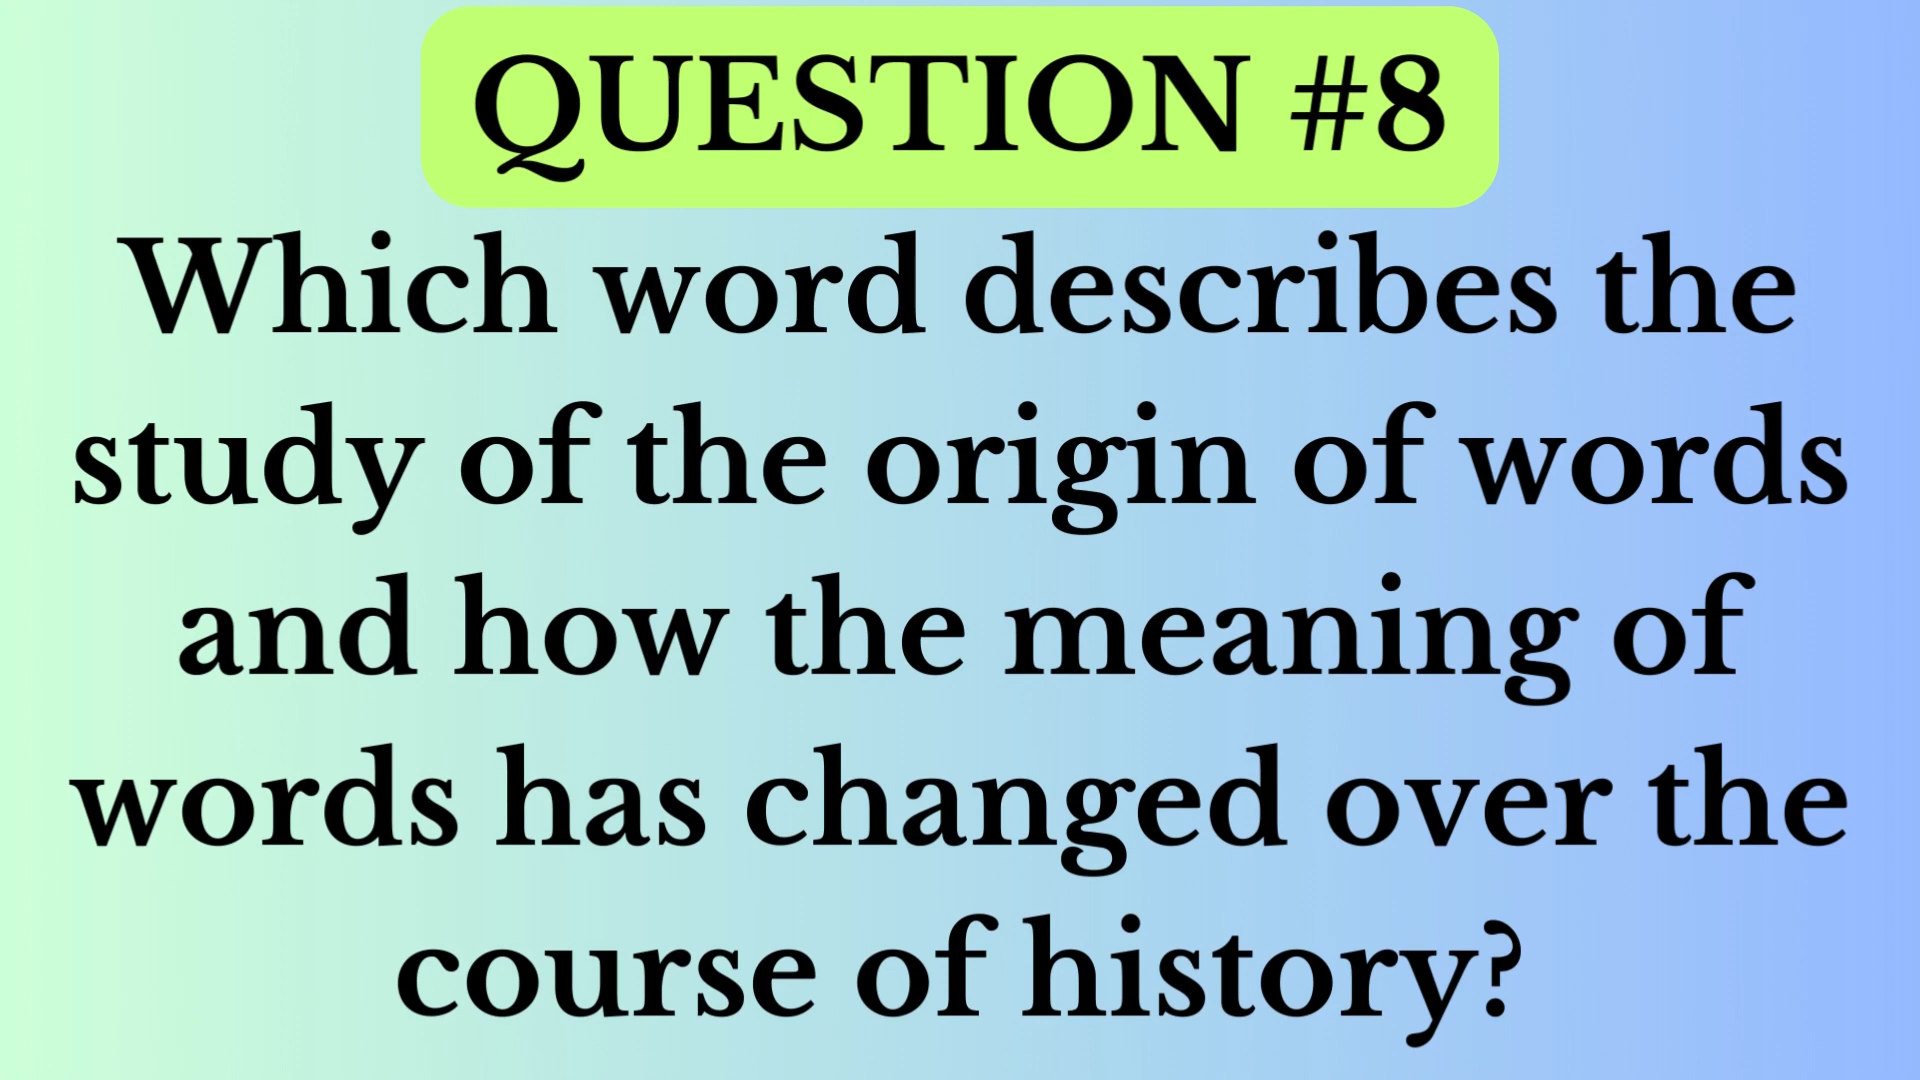 QUESTION #8
Which word describes the
study of the origin of words
and how the meaning of
words has changed over the
course of history?